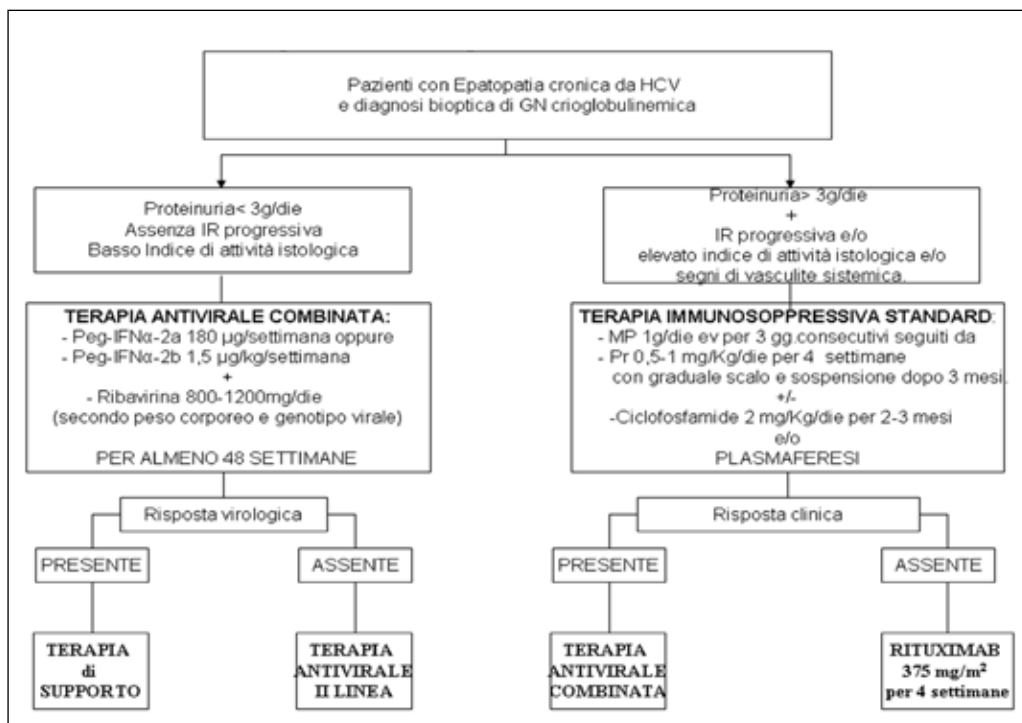 Pazienti con Epatopatia cronica da HCV
e diagnosi bioptica di GN crioglobulinemica
Proteinuria< 3g/die
Assenza IR progressiva
Basso Indice di attività istologica
Proteinuria> 3g/die
+
IR progressiva e/o
elevato indice di attività istologica e/o
segni di vasculite sistemica.
TERAPIA ANTIVIRALE COMBINATA:
- Peg-IFNα-2a 180 µg/settimana oppure
- Peg-IFNα-2b 1,5 µg/kg/settimana
+
- Ribavirina 800-1200mg/die
(secondo peso corporeo e genotipo virale)
PER ALMENO 48 SETTIMANE
TERAPIA IMMUNOSOPPRESSIVA STANDARD:
- MP 1g/die ev per 3 gg.consecutivi seguiti da
- Pr 0,5-1 mg/Kg/die per 4 settimane
con graduale scalo e sospensione dopo 3 mesi.
+/-
-Ciclofosfamide 2 mg/Kg/die per 2-3 mesi
e/o
PLASMAFERESI
Risposta virologica
Risposta clinica
PRESENTE
ASSENTE
PRESENTE
ASSENTE
TERAPIA
di
SUPPORTO
TERAPIA
ANTIVIRALE
II LINEA
TERAPIA
ANTIVIRALE
COMBINATA
RITUXIMAB
375 mg/m²
per 4 settimane